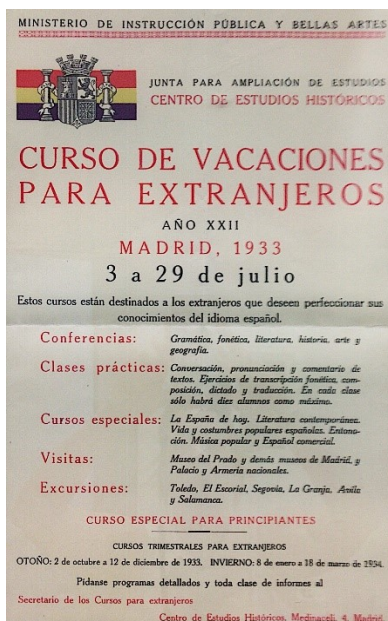 MINISTERIO DE INSTRUCCIÓN PÚBLICA Y BELLAS ARTES
JUNTA PARA AMPLIACIÓN DE ESTUDIOS
CENTRO DE ESTUDIOS HISTÓRICOS
CURSO DE VACACIONES
PARA EXTRANJEROS
AÑO XXII
MADRID, 1933
3 a 29 de julio
Estos cursos están destinados a los extranjeros que deseen perfeccionar sus
conocimientos del idioma español.
Conferencias: Gramática, fonética, literatura, historia, arte y
geografía.
Clases prácticas: Conversación, pronunciación y comentario de
textos. Ejercicios de transcripción fonética, com-
posición, dictado y traducción. En cada clase
sólo habrá diez alumnos como máximo.
Cursos especiales: La España de hoy. Literatura contemporánea.
Vida y costumbres populares españolas. Entona-
ción. Música popular y Español comercial.
Visitas: Museo del Prado y demás museos de Madrid, y
Palacio y Armería nacionales.
Excursiones: Toledo, El Escorial, Segovia, La Granja, Avila
y Salamanca.
CURSO ESPECIAL PARA PRINCIPIANTES
CURSOS TRIMESTRALES PARA EXTRANJEROS
OTOÑO: 2 de octubre a 12 de diciembre de 1933. INVIERNO: 8 de enero a 18 de marzo de 1934.
Pídanse programas detallados y toda clase de informes al
Secretario de los Cursos para extranjeros
Centro de Estudios Históricos, Medinaceli, 4, Madrid